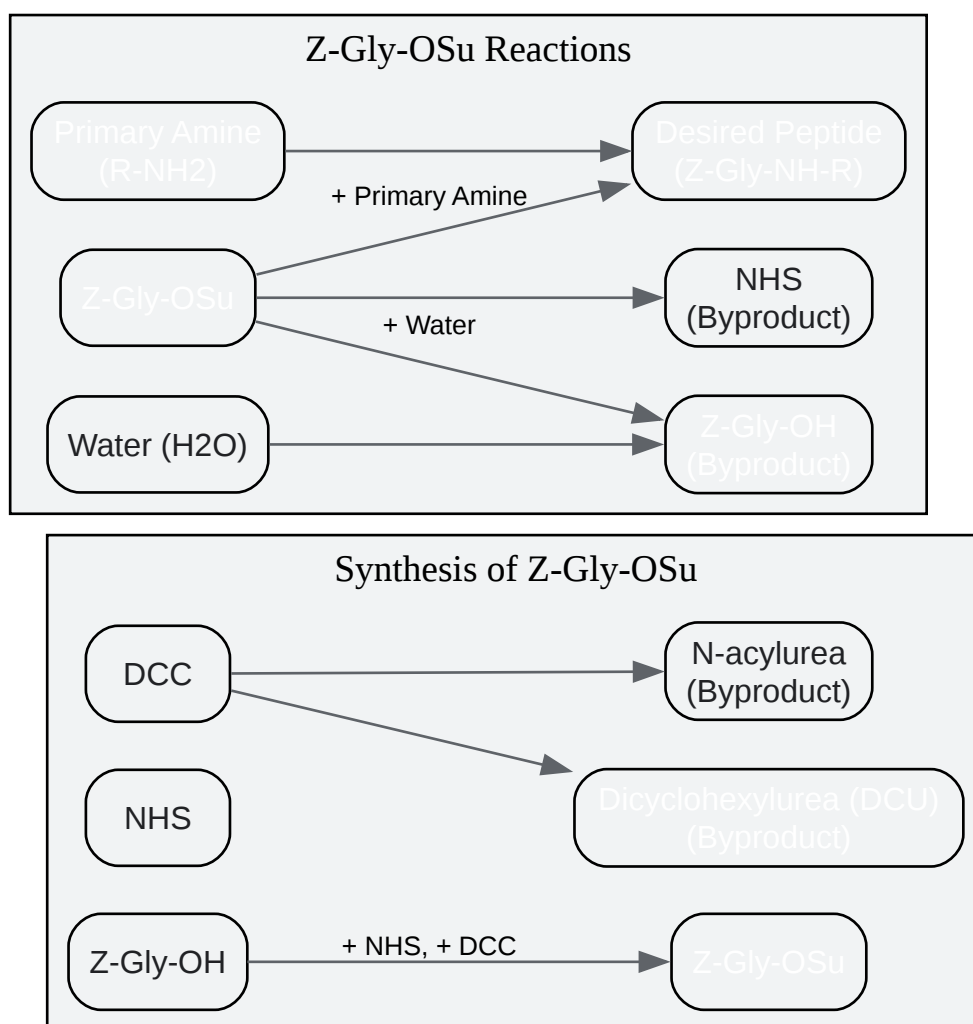 Z-Gly-OSu Reactions
Primary Amine
(R-NH2)
Desired Peptide
(Z-Gly-NH-R)
+ Primary Amine
Z-Gly-OSu
NHS
(Byproduct)
+ Water
Water (H2O)
Z-Gly-OH
(Byproduct)
Synthesis of Z-Gly-OSu
DCC
N-acylurea
(Byproduct)
NHS
Dicyclohexylurea (DCU)
(Byproduct)
Z-Gly-OH
+ NHS, + DCC
Z-Gly-OSu